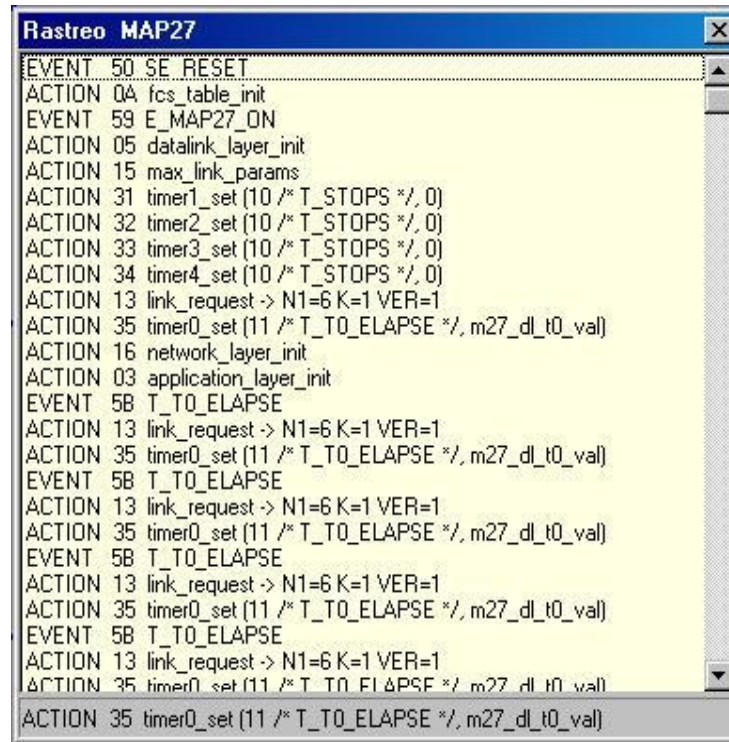 Rastreo MAP27
EVENT 50 SE_RESET
ACTION 0A fcs_table_init
EVENT 59 E_MAP27_ON
ACTION 05 datalink_layer_init
ACTION 15 max_link_params
ACTION 31 timer1_set (10 /* T_STOPS */, 0)
ACTION 32 timer2_set (10 /* T_STOPS */, 0)
ACTION 33 timer3_set (10 /* T_STOPS */, 0)
ACTION 34 timer4_set (10 /* T_STOPS */, 0)
ACTION 13 link_request -> N1=6 K=1 VER=1
ACTION 35 timer0_set (11 /* T_T0_ELAPSE */, m27_dl_t0_val)
ACTION 16 network_layer_init
ACTION 03 application_layer_init
EVENT 5B T_T0_ELAPSE
ACTION 13 link_request -> N1=6 K=1 VER=1
ACTION 35 timer0_set (11 /* T_T0_ELAPSE */, m27_dl_t0_val)
EVENT 5B T_T0_ELAPSE
ACTION 13 link_request -> N1=6 K=1 VER=1
ACTION 35 timer0_set (11 /* T_T0_ELAPSE */, m27_dl_t0_val)
EVENT 5B T_T0_ELAPSE
ACTION 13 link_request -> N1=6 K=1 VER=1
ACTION 35 timer0_set (11 /* T_T0_ELAPSE */, m27_dl_t0_val)
EVENT 5B T_T0_ELAPSE
ACTION 13 link_request -> N1=6 K=1 VER=1
ACTION 35 timer0_set (11 /* T_T0_ELAPSE */, m27_dl_t0_val)
ACTION 35 timer0_set (11 /* T_T0_ELAPSE */, m27_dl_t0_val)